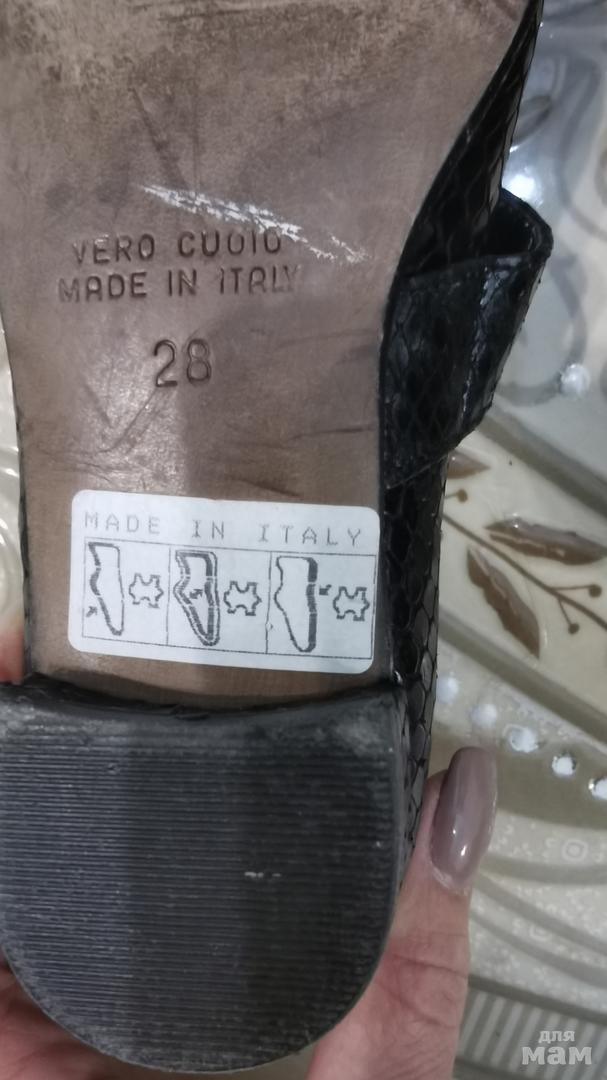 VERO CUOIO
MADE IN ITALY
28
MADE IN ITALY
для
мам